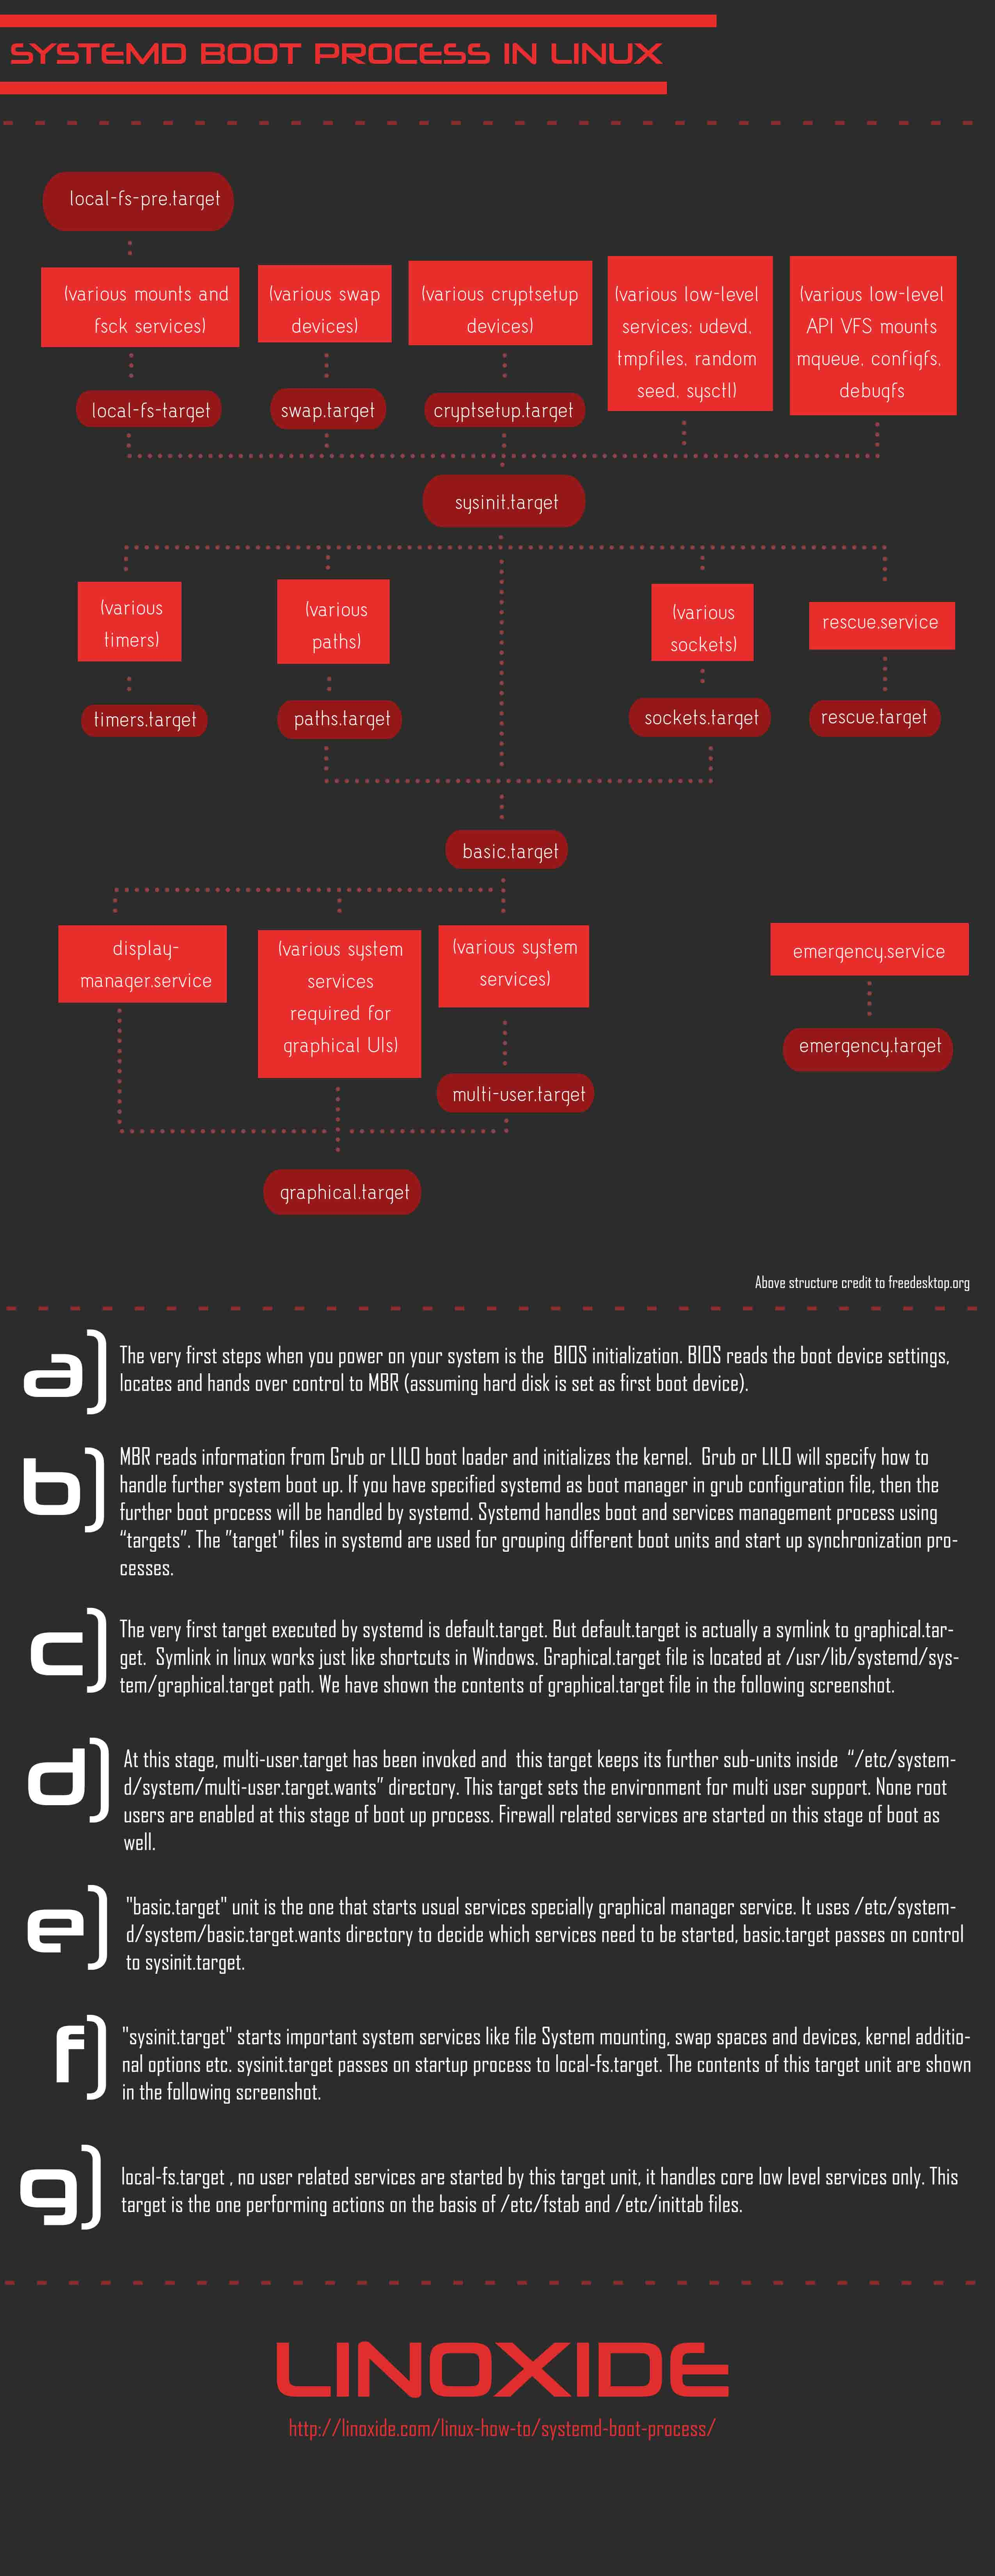 SYSTEMD BOOT PROCESS IN LINUX
local-fs-pre.target
(various mounts and
fsck services)
(various swap
devices)
(various cryptsetup
devices)
(various low-level
services: udevd,
tmpfiles, random
seed, sysctl)
(various low-level
API VFS mounts
mqueue, configfs,
debugfs
local-fs-target
swap.target
cryptsetup.target
sysinit.target
(various
timers)
(various
paths)
(various
sockets)
rescue.service
timers.target
paths.target
sockets.target
rescue.target
basic.target
display-
manager.service
(various system
services
required for
graphical UIs)
(various system
services)
emergency.service
multi-user.target
emergency.target
graphical.target
Above structure credit to freedesktop.org
a)
The very first steps when you power on your system is the  BIOS initialization. BIOS reads the boot device settings,
locates and hands over control to MBR (assuming hard disk is set as first boot device).
b)
MBR reads information from Grub or LILO boot loader and initializes the kernel.  Grub or LILO will specify how to
handle further system boot up. If you have specified systemd as boot manager in grub configuration file, then the
further boot process will be handled by systemd. Systemd handles boot and services management process using
“targets”. The ”target" files in systemd are used for grouping different boot units and start up synchronization pro-
cesses.
c)
The very first target executed by systemd is default.target. But default.target is actually a symlink to graphical.tar-
get.  Symlink in linux works just like shortcuts in Windows. Graphical.target file is located at /usr/lib/systemd/sys-
tem/graphical.target path. We have shown the contents of graphical.target file in the following screenshot.
d)
At this stage, multi-user.target has been invoked and  this target keeps its further sub-units inside  “/etc/system-
d/system/multi-user.target.wants” directory. This target sets the environment for multi user support. None root
users are enabled at this stage of boot up process. Firewall related services are started on this stage of boot as
well.
e)
"basic.target" unit is the one that starts usual services specially graphical manager service. It uses /etc/system-
d/system/basic.target.wants directory to decide which services need to be started, basic.target passes on control
to sysinit.target.
f)
"sysinit.target" starts important system services like file System mounting, swap spaces and devices, kernel additio-
nal options etc. sysinit.target passes on startup process to local-fs.target. The contents of this target unit are shown
in the following screenshot.
g)
local-fs.target , no user related services are started by this target unit, it handles core low level services only. This
target is the one performing actions on the basis of /etc/fstab and /etc/inittab files.
LINOXIDE
http://linoxide.com/linux-how-to/systemd-boot-process/